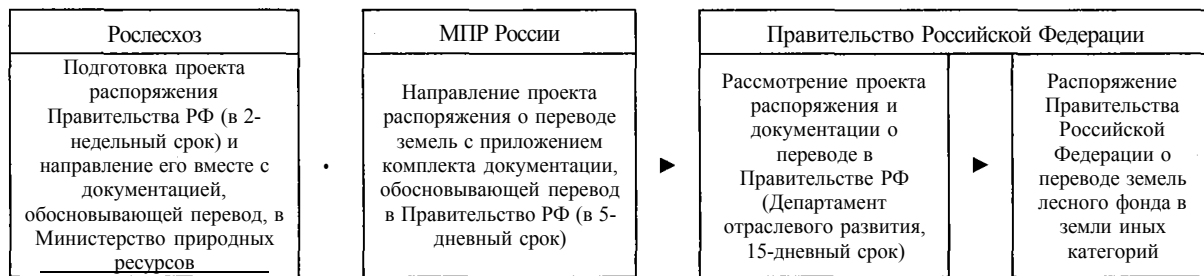 Рослесхоз
Подготовка проекта
распоряжения
Правительства РФ (в 2-
недельный срок) и
направление его вместе с
документацией,
обосновывающей перевод, в
Министерство природных
ресурсов
МПР России
Направление проекта
распоряжения о переводе
земель с приложением
комплекта документации,
обосновывающей перевод
в Правительство РФ (в 5-
дневный срок)
Правительство Российской Федерации
Рассмотрение проекта
распоряжения и
документации о
переводе в
Правительстве РФ
(Департамент
отраслевого развития,
15-дневный срок)
Распоряжение
Правительства
Российской
Федерации о
переводе земель
лесного фонда в
земли иных
категорий